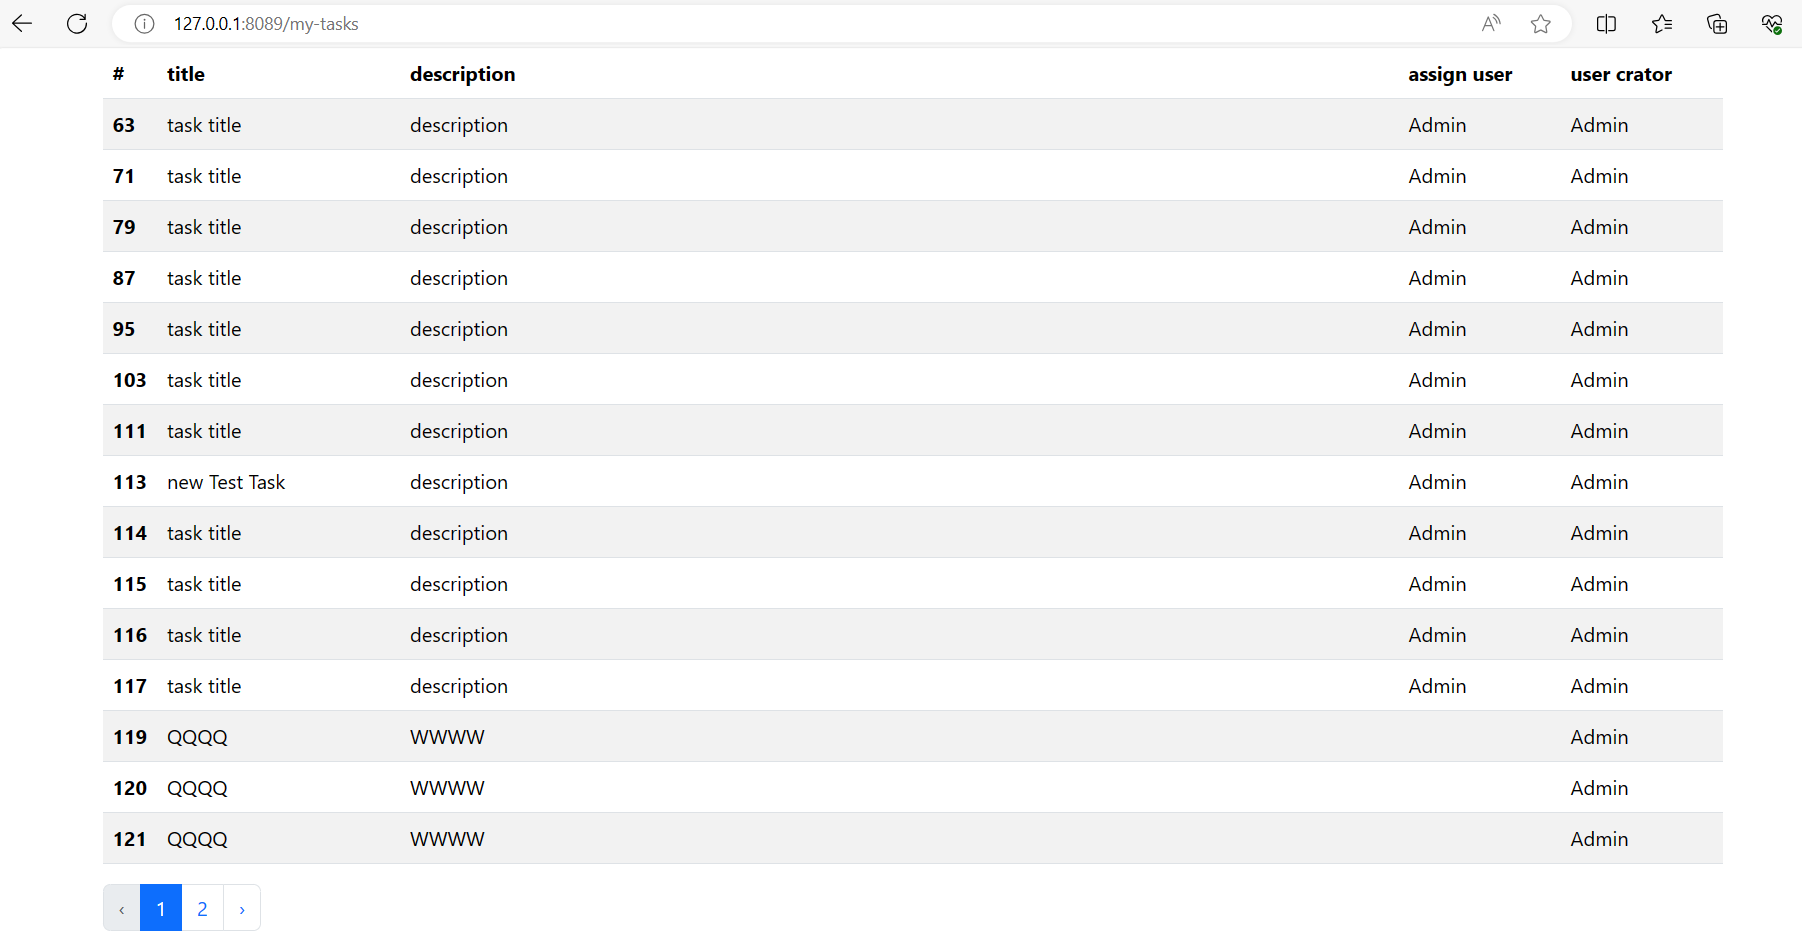 127.0.0.1:8089/my-tasks
# title description assign user user crator
63 task title description Admin Admin
71 task title description Admin Admin
79 task title description Admin Admin
87 task title description Admin Admin
95 task title description Admin Admin
103 task title description Admin Admin
111 task title description Admin Admin
113 new Test Task description Admin Admin
114 task title description Admin Admin
115 task title description Admin Admin
116 task title description Admin Admin
117 task title description Admin Admin
119 QQQQ WWWW Admin
120 QQQQ WWWW Admin
121 QQQQ WWWW Admin
‹ 1 2 ›